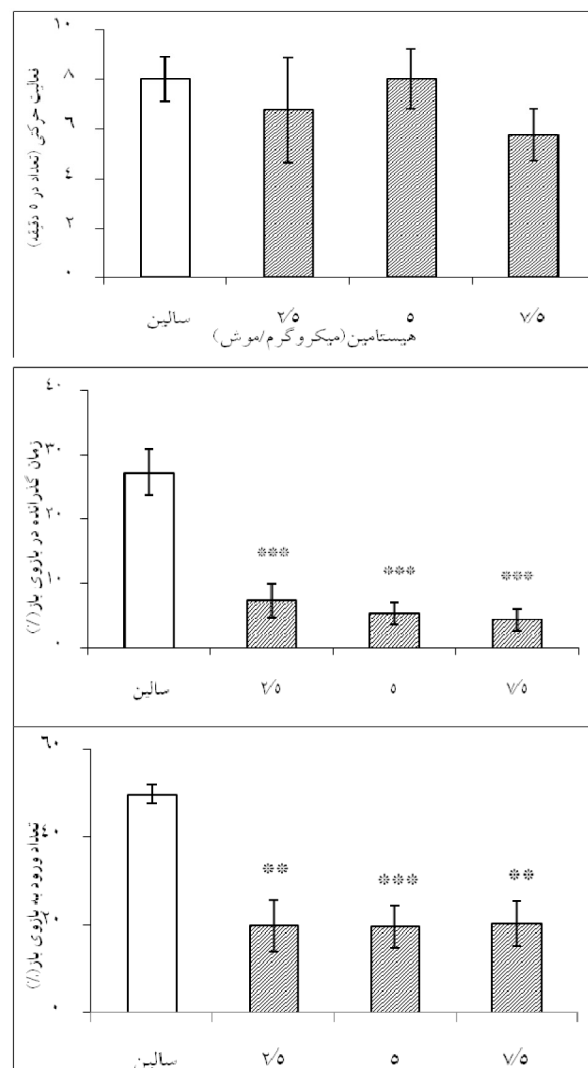 فعالیت حرکتی (تعداد در ۵ دقیقه)
۱۰
۸
۶
۴
۲
۰
سالین ۲/۵ ۵ ۷/۵
هیستامین(میکروگرم/موش)
زمان گذرانده در بازوی باز(٪)
۴۰
۳۰
۲۰
۱۰
۰
*** *** ***
سالین ۲/۵ ۵ ۷/۵
تعداد ورود به بازوی باز(٪)
۶۰
۴۰
۲۰
۰
** *** **
سالین ۲/۵ ۵ ۷/۵